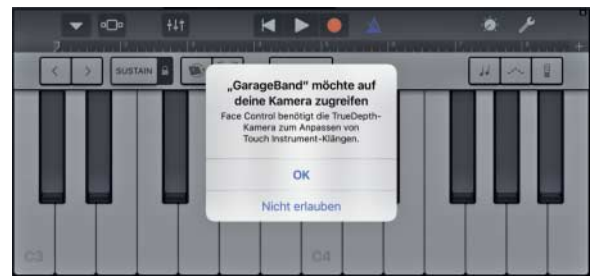 SUSTAIN
„GarageBand“ möchte auf
deine Kamera zugreifen
Face Control benötigt die TrueDepth-
Kamera zum Anpassen von
Touch Instrument-Klängen.
OK
Nicht erlauben
C3
C4